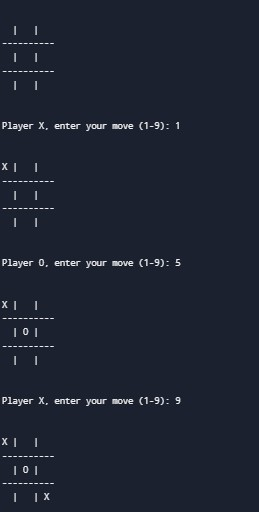 |   |
----------
  |   |
----------
  |   |
Player X, enter your move (1-9): 1
X |   |
----------
  |   |
----------
  |   |
Player O, enter your move (1-9): 5
X |   |
----------
  | O |
----------
  |   |
Player X, enter your move (1-9): 9
X |   |
----------
  | O |
----------
  |   | X